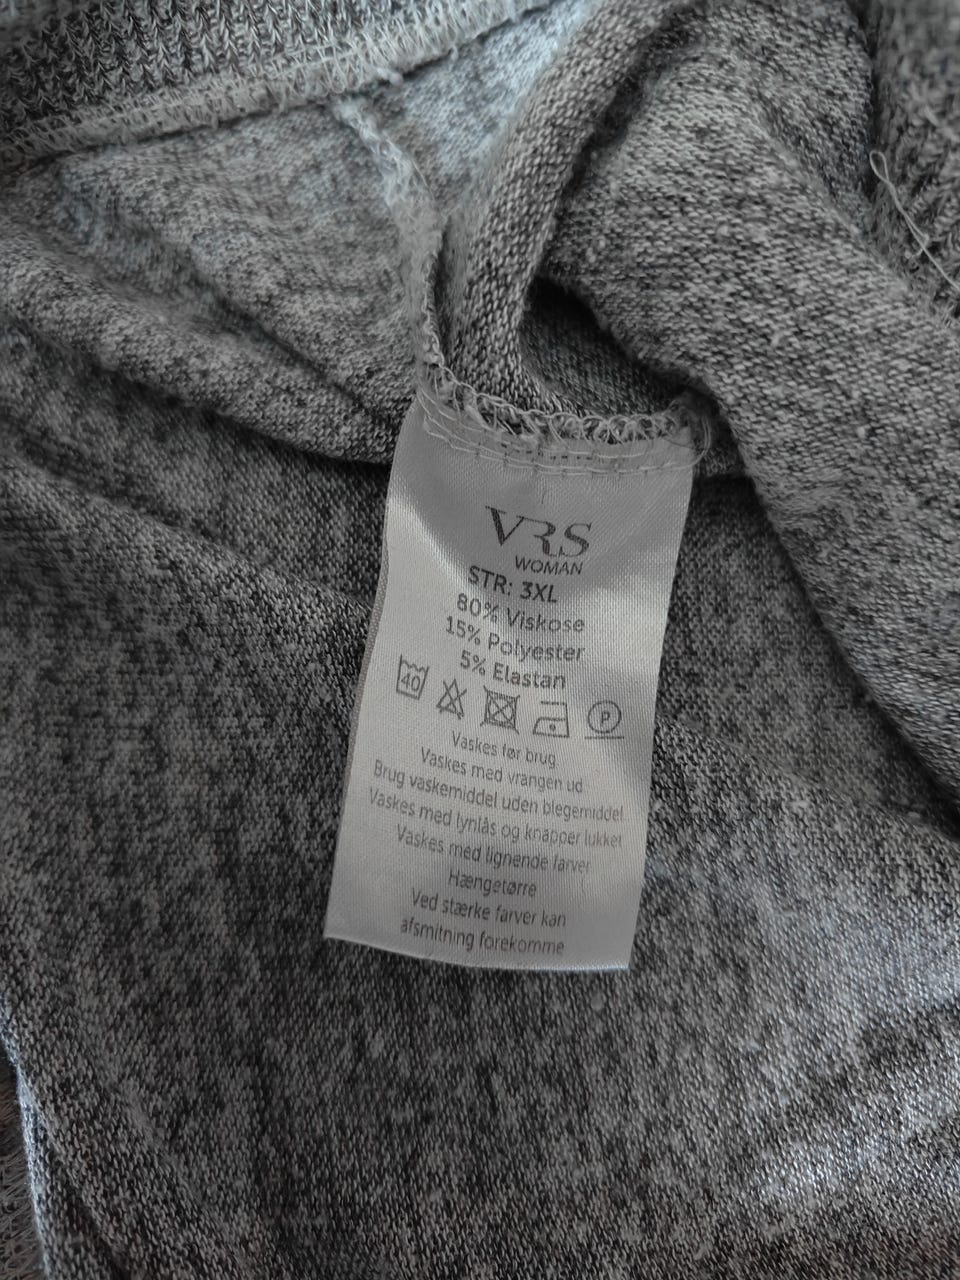 VRS
WOMAN
STR: 3XL
80% Viskose
15% Polyester
5% Elastan
40 P
Vaskes før brug
Vaskes med vrangen ud
Brug vaskemiddel uden blegemiddel
Vaskes med lynlås og knapper lukket
Vaskes med lignende farver
Hængetørre
Ved stærke farver kan
afsmitning forekomme